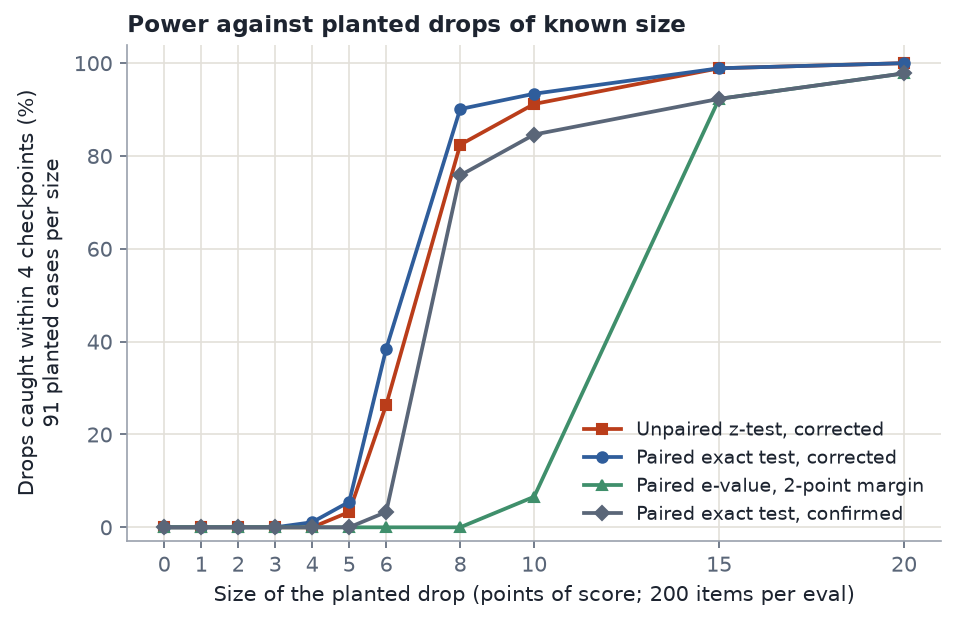 Power against planted drops of known size
Drops caught within 4 checkpoints (%)
91 planted cases per size
100
80
60
40
20
0
0 1 2 3 4 5 6 8 10 15 20
Size of the planted drop (points of score; 200 items per eval)
Unpaired z-test, corrected
Paired exact test, corrected
Paired e-value, 2-point margin
Paired exact test, confirmed